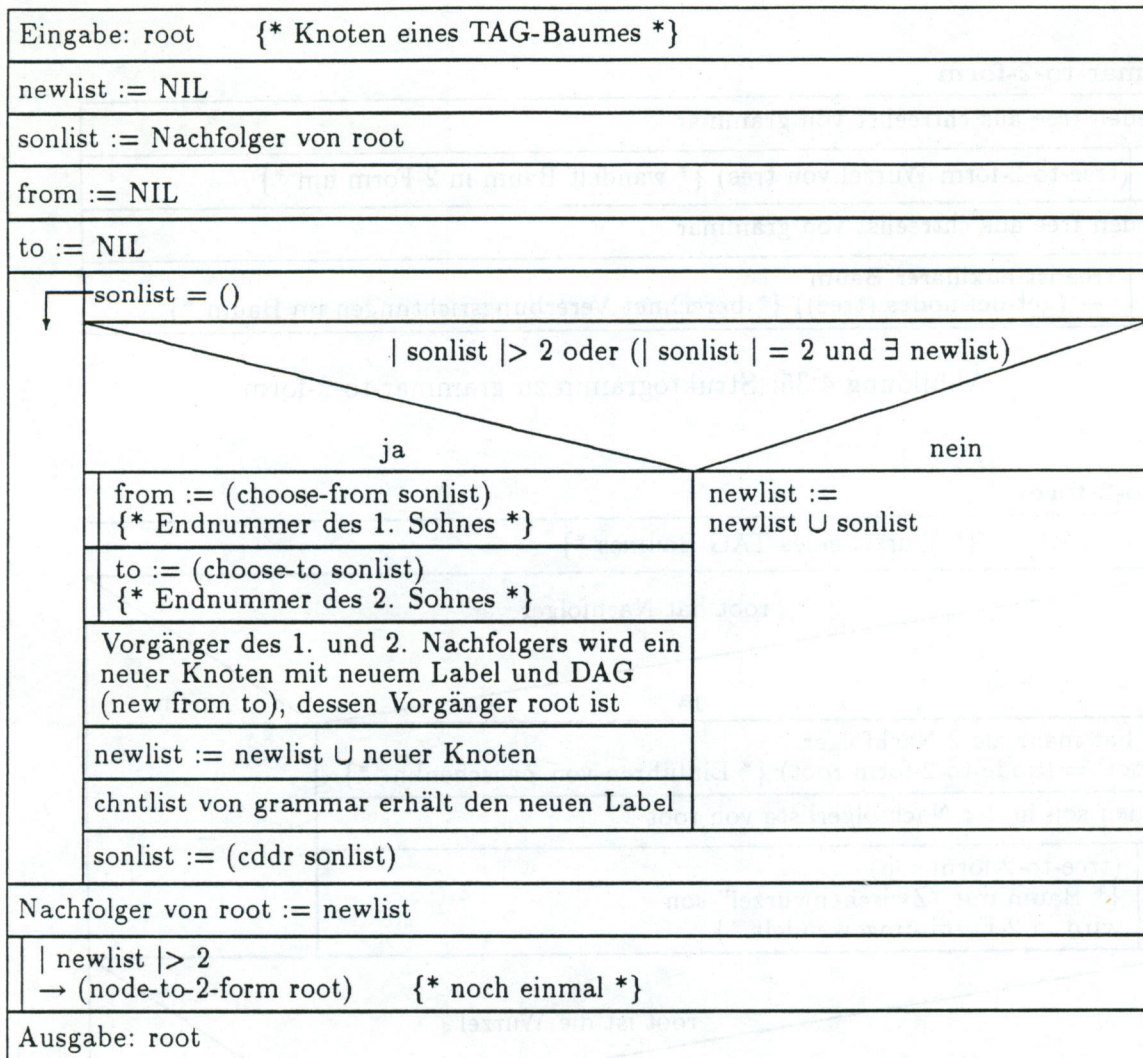 Eingabe: root {* Knoten eines TAG-Baumes *}
newlist := NIL
sonlist := Nachfolger von root
from := NIL
to := NIL
sonlist = ()
| sonlist |> 2 oder (| sonlist | = 2 und ∃ newlist)
ja
nein
from := (choose-from sonlist)
{* Endnummer des 1. Sohnes *}
to := (choose-to sonlist)
{* Endnummer des 2. Sohnes *}
Vorgänger des 1. und 2. Nachfolgers wird ein
neuer Knoten mit neuem Label und DAG
(new from to), dessen Vorgänger root ist
newlist := newlist ∪ neuer Knoten
chntlist von grammar erhält den neuen Label
newlist :=
newlist ∪ sonlist
sonlist := (cddr sonlist)
Nachfolger von root := newlist
| newlist |> 2
→ (node-to-2-form root) {* noch einmal *}
Ausgabe: root